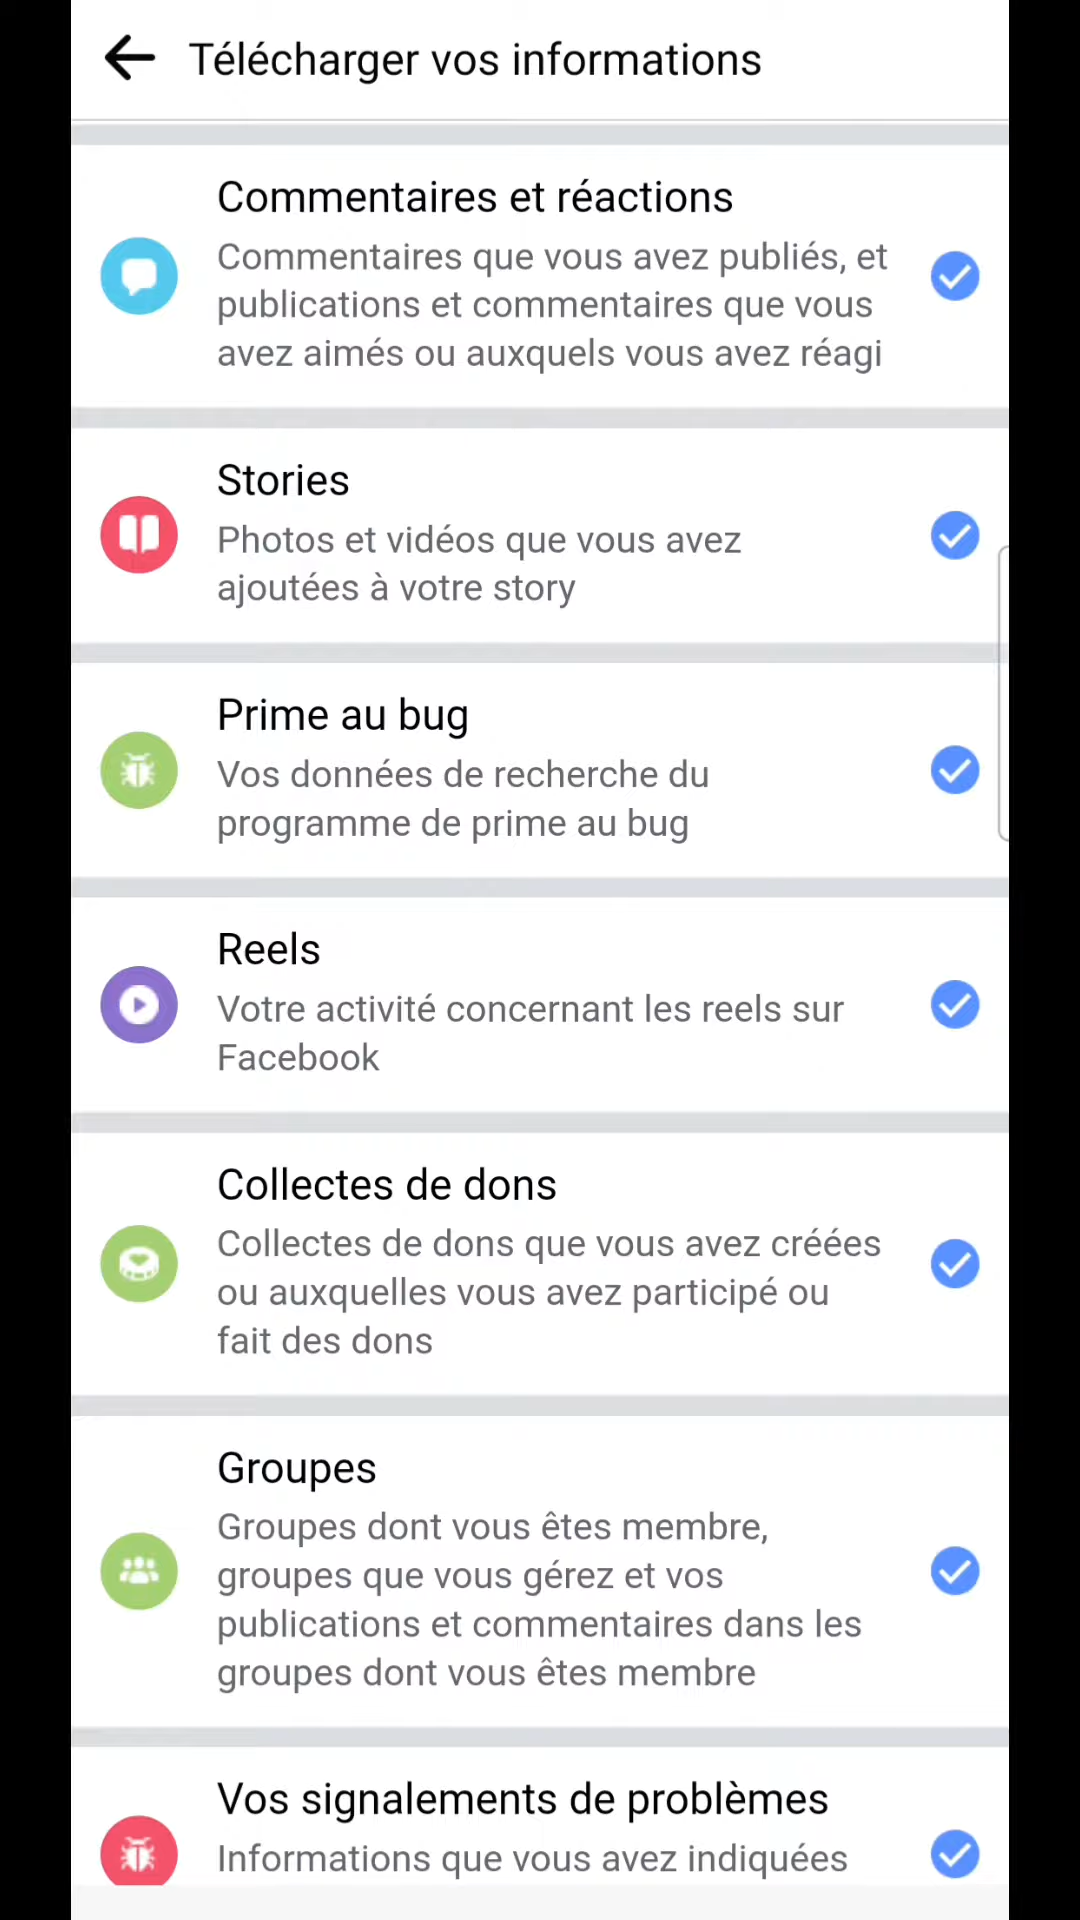 Télécharger vos informations
Commentaires et réactions
Commentaires que vous avez publiés, et
publications et commentaires que vous
avez aimés ou auxquels vous avez réagi
Stories
Photos et vidéos que vous avez
ajoutées à votre story
Prime au bug
Vos données de recherche du
programme de prime au bug
Reels
Votre activité concernant les reels sur
Facebook
Collectes de dons
Collectes de dons que vous avez créées
ou auxquelles vous avez participé ou
fait des dons
Groupes
Groupes dont vous êtes membre,
groupes que vous gérez et vos
publications et commentaires dans les
groupes dont vous êtes membre
Vos signalements de problèmes
Informations que vous avez indiquées